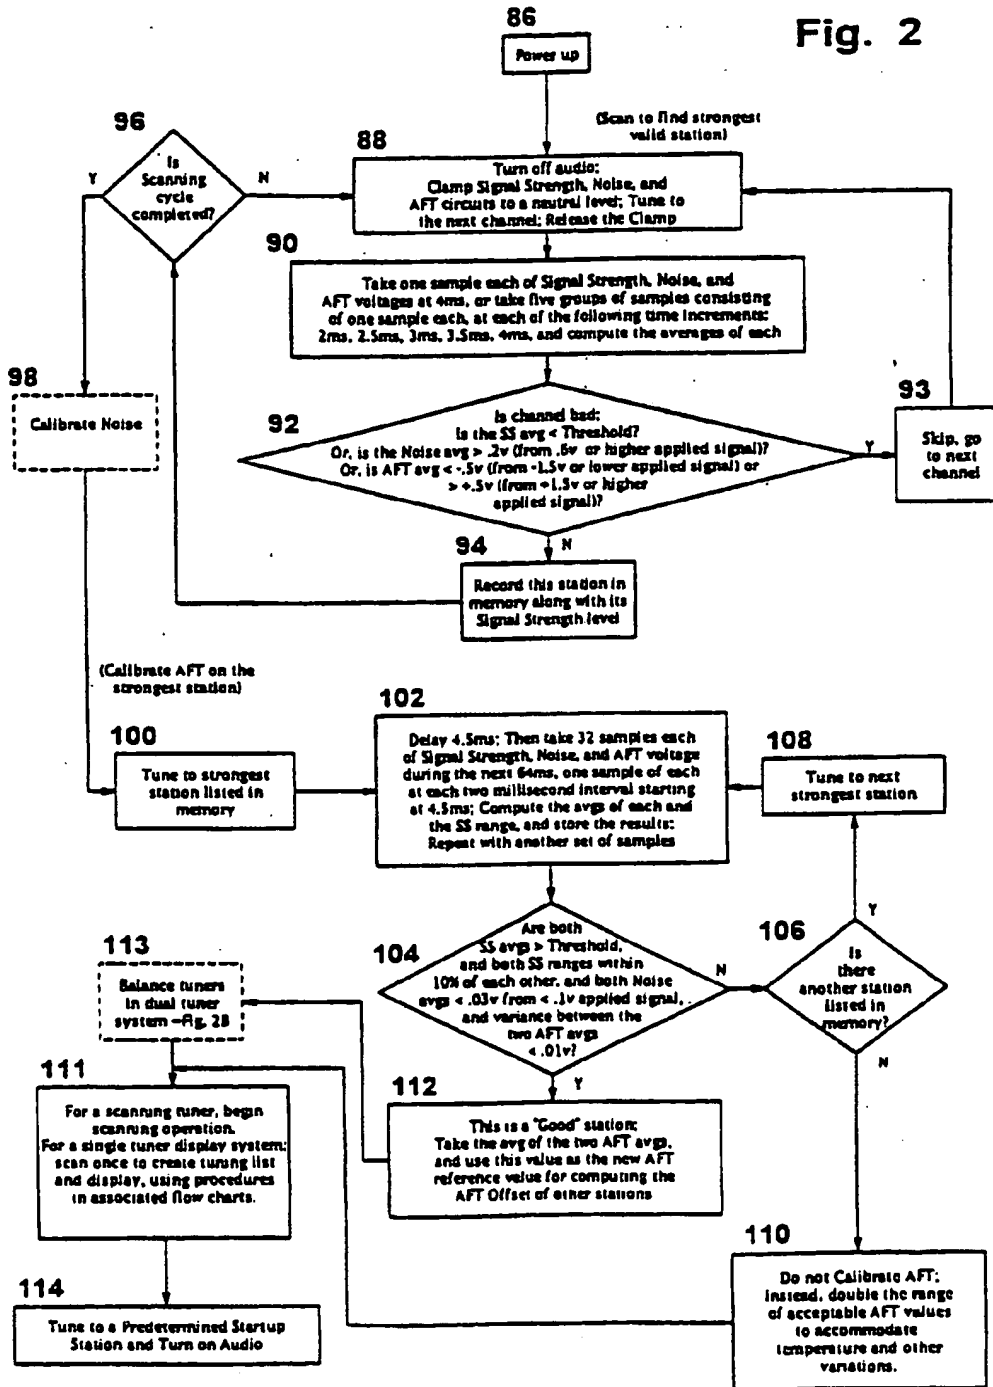 Fig. 2
86
Power up
(Scan to find strongest
valid station)
96
Is
Scanning
cycle
completed?
Y
N
88
Turn off audio;
Clamp Signal Strength, Noise, and
AFT circuits to a neutral level; Tune to
the next channel; Release the Clamp
90
Take one sample each of Signal Strength, Noise, and
AFT voltages at 4ms, or take five groups of samples consisting
of one sample each, at each of the following time increments:
2ms, 2.5ms, 3ms, 3.5ms, 4ms, and compute the averages of each
98
Calibrate Noise
92
Is channel bad:
Is the SS avg < Threshold?
Or, is the Noise avg > .2v (from .6v or higher applied signal)?
Or, is AFT avg < -.5v (from -1.5v or lower applied signal) or
> +.5v (from +1.5v or higher
applied signal)?
Y
N
93
Skip, go
to next
channel
94
Record this station in
memory along with its
Signal Strength level
(Calibrate AFT on the
strongest station)
100
Tune to strongest
station listed in
memory
102
Delay 4.5ms; Then take 32 samples each
of Signal Strength, Noise, and AFT voltage
during the next 64ms, one sample of each
at each two millisecond interval starting
at 4.5ms; Compute the avgs of each and
the SS range, and store the results;
Repeat with another set of samples
108
Tune to next
strongest station
104
Are both
SS avgs > Threshold,
and both SS ranges within
10% of each other, and both Noise
avgs < .03v from < .1v applied signal,
and variance between the
two AFT avgs
< .01v?
N
Y
106
Is
there
another station
listed in
memory?
Y
N
113
Balance tuners
in dual tuner
system - Fig. 2B
111
For a scanning tuner, begin
scanning operation.
For a single tuner display system:
scan once to create tuning list
and display, using procedures
in associated flow charts.
112
This is a "Good" station;
Take the avg of the two AFT avgs,
and use this value as the new AFT
reference value for computing the
AFT Offset of other stations
110
Do not Calibrate AFT;
Instead, double the range
of acceptable AFT values
to accommodate
temperature and other
variations.
114
Tune to a Predetermined Startup
Station and Turn on Audio